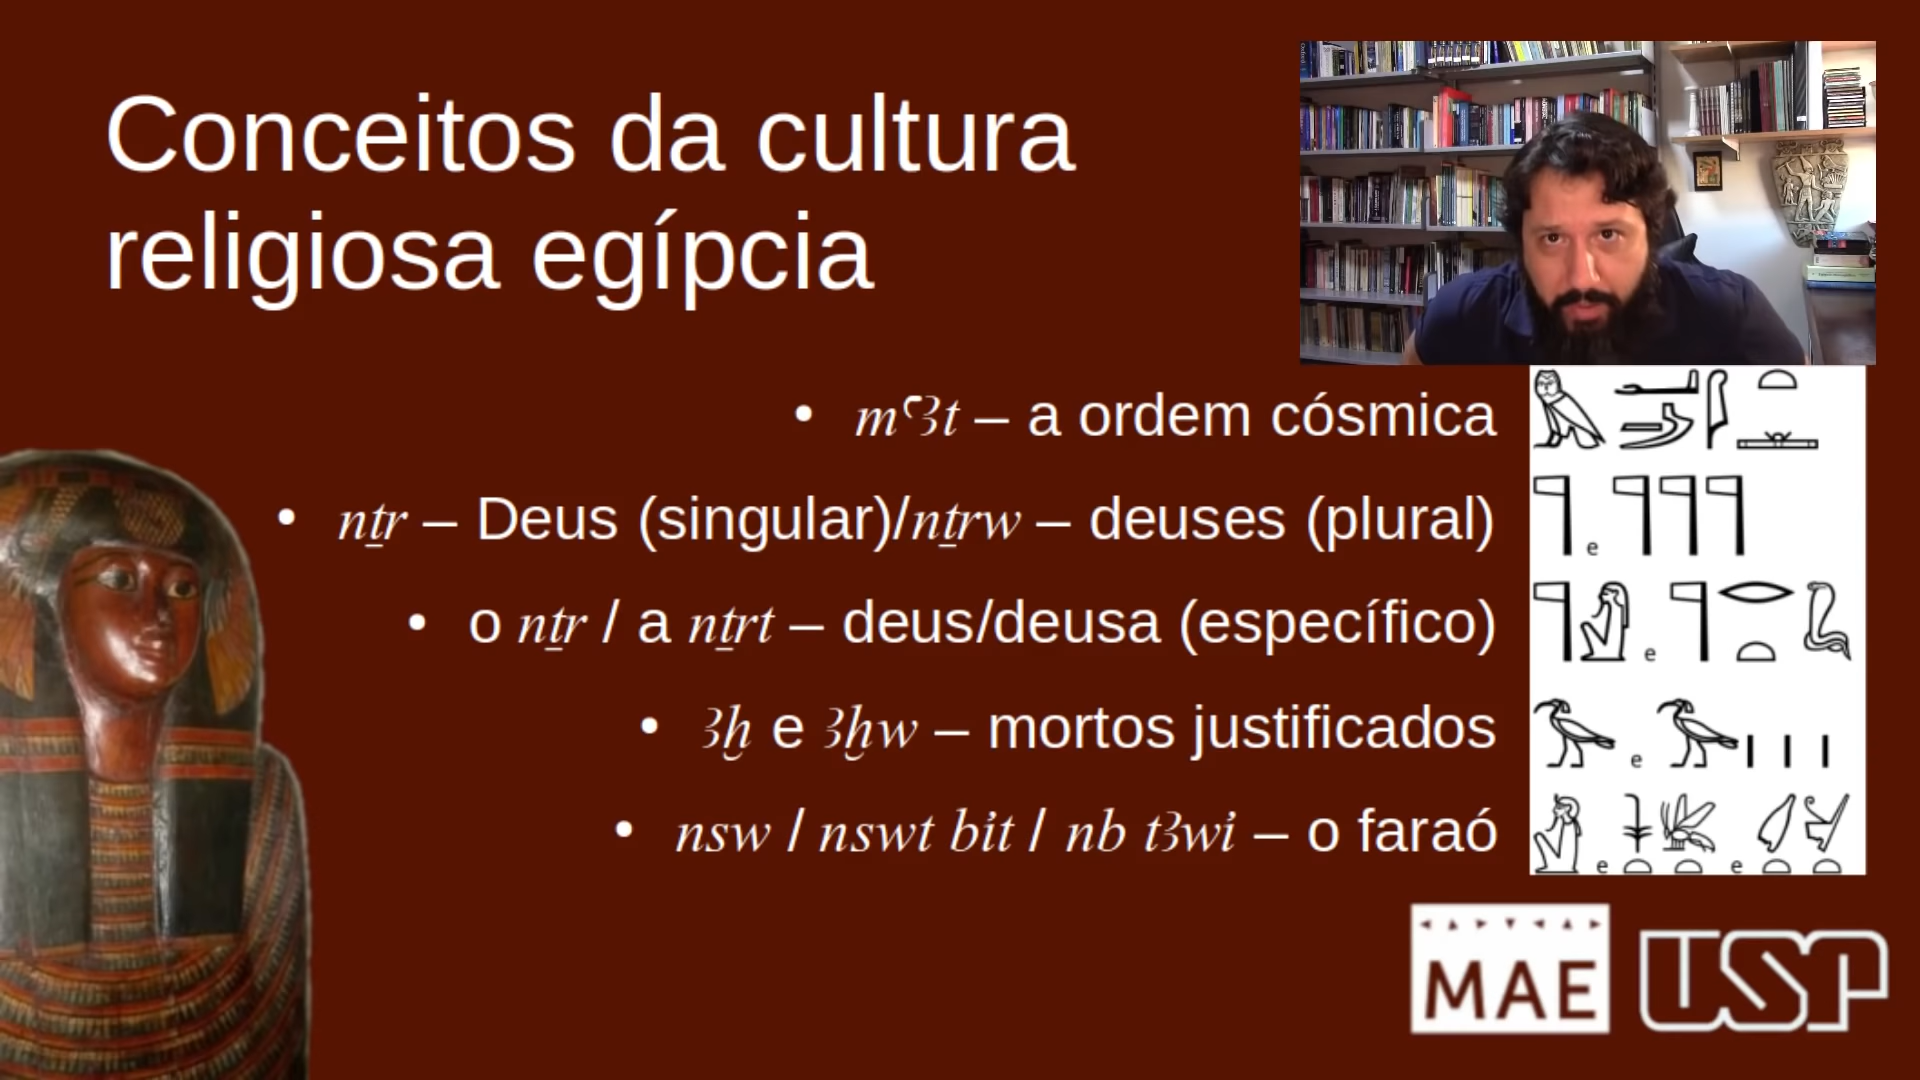 Conceitos da cultura
religiosa egípcia
• mꜥꜣt – a ordem cósmica
• nṯr – Deus (singular)/nṯrw – deuses (plural)
e
• o nṯr / a nṯrt – deus/deusa (específico)
e
• ꜣḫ e ꜣḫw – mortos justificados
e
• nsw / nswt bἰt / nb tꜣwἰ – o faraó
e e
MAE USP